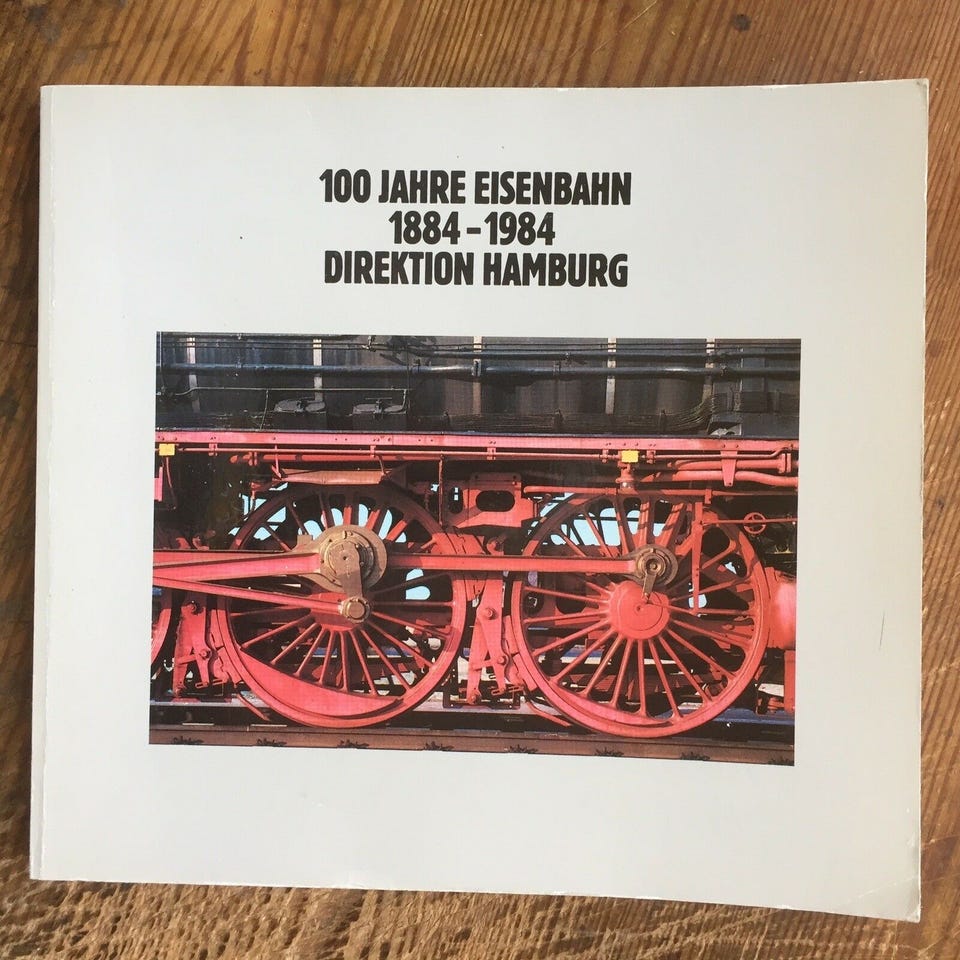 100 JAHRE EISENBAHN
1884-1984
DIREKTION HAMBURG